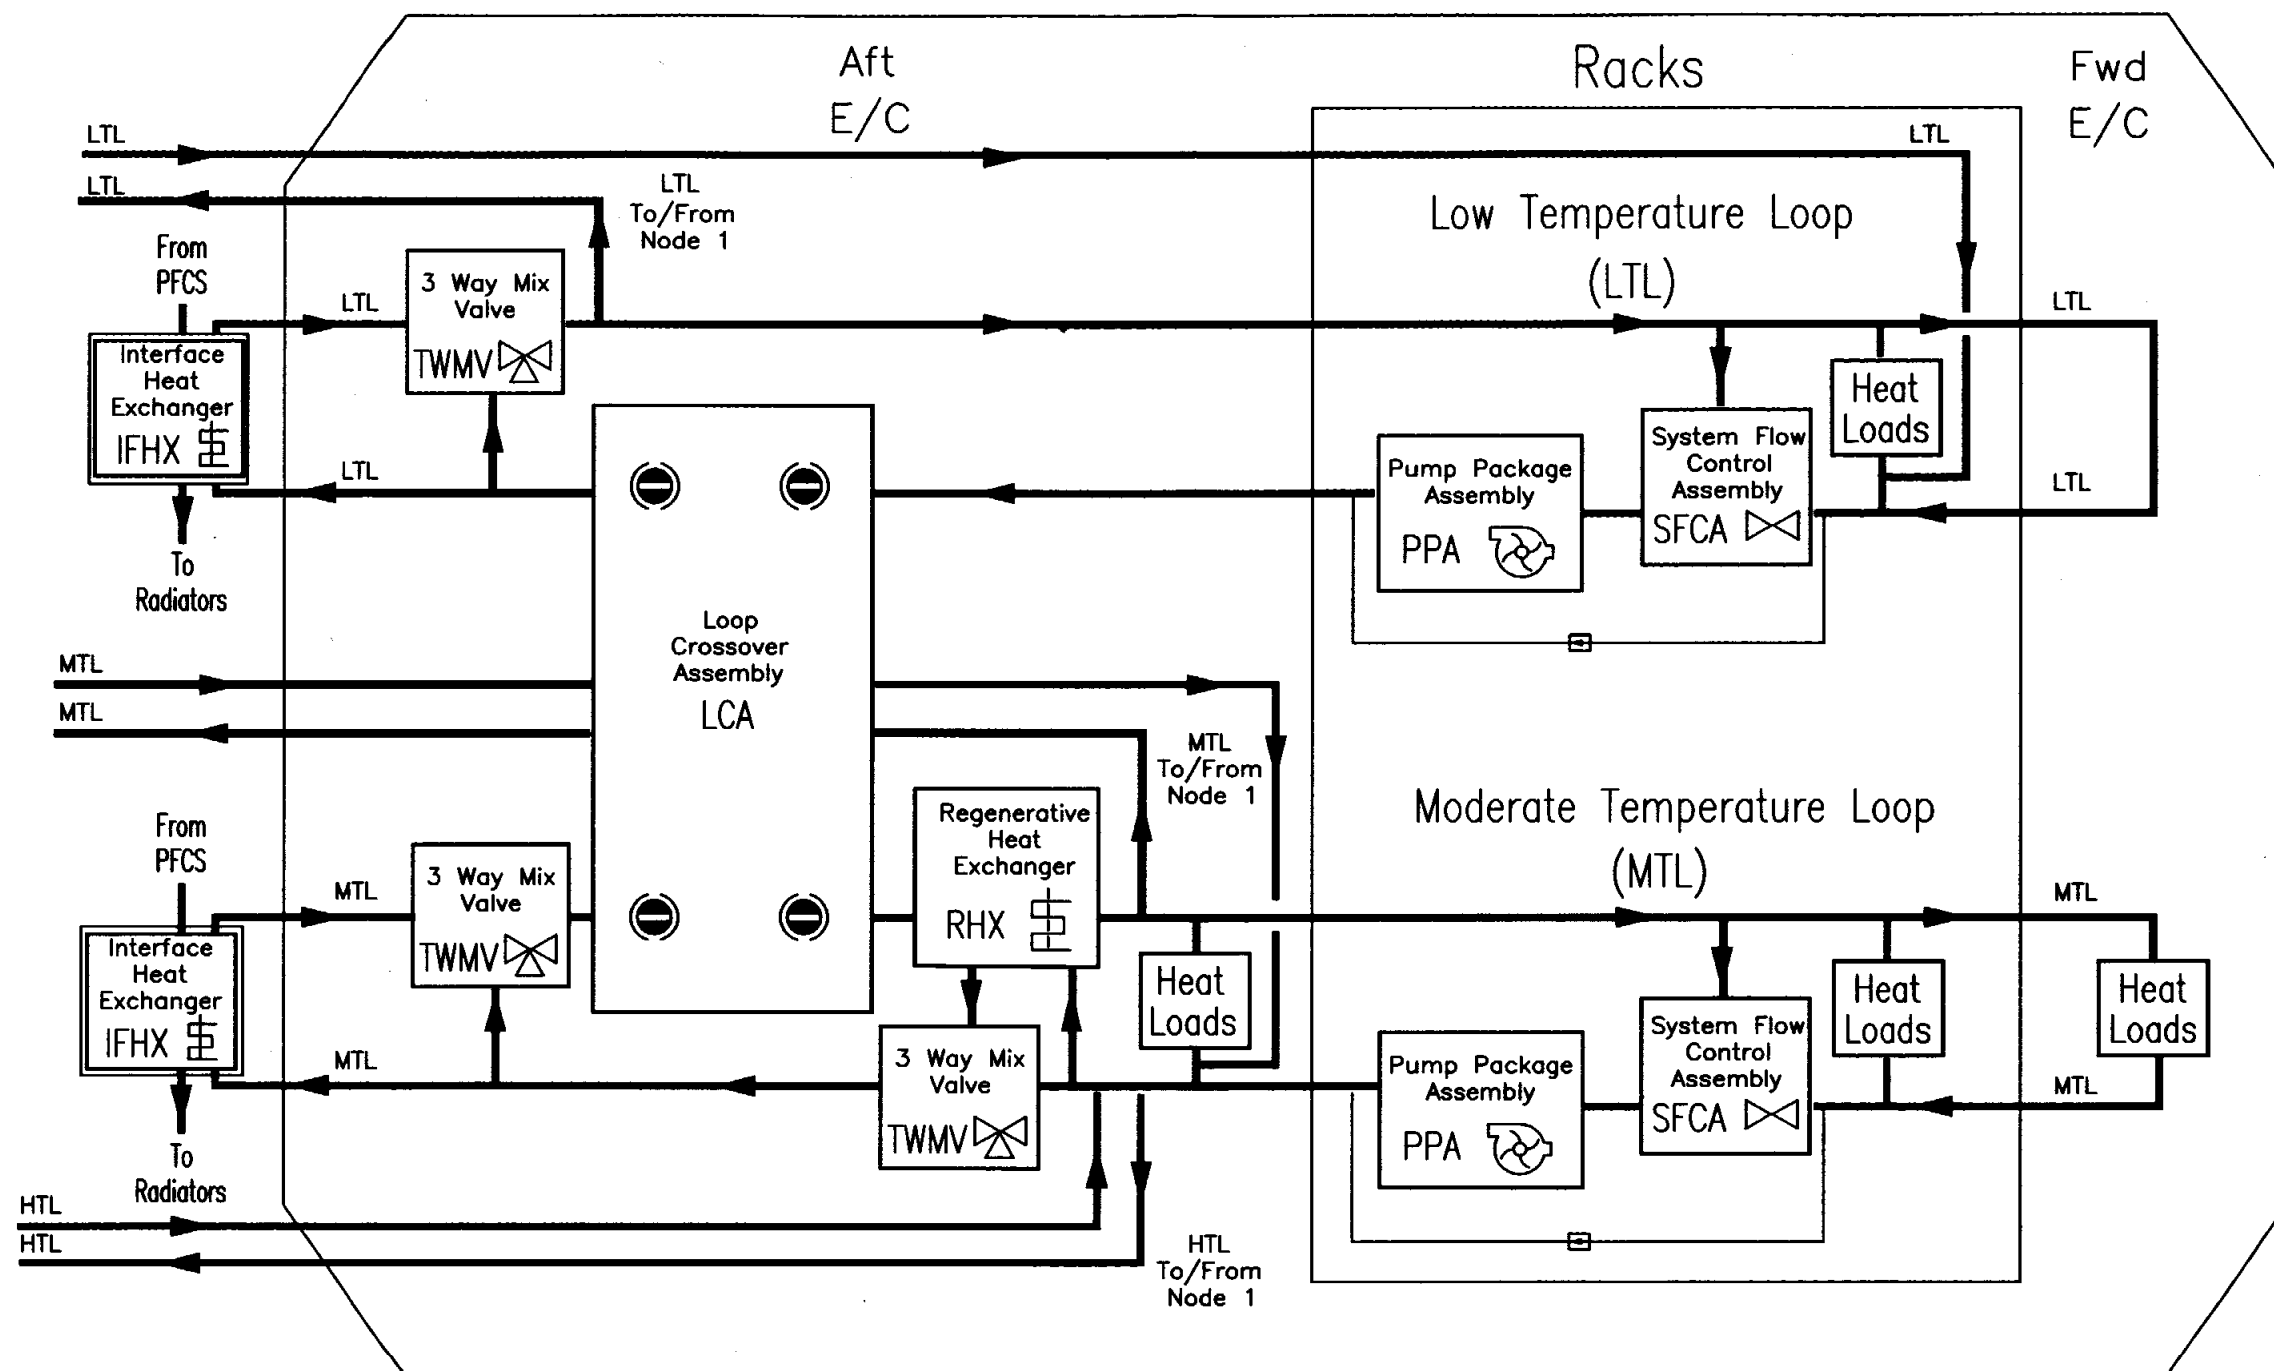 Aft
E/C
Racks
Fwd
E/C
LTL
LTL
LTL
LTL
To/From
Node 1
Low Temperature Loop
(LTL)
From
PFCS
3 Way Mix
Valve
TWMV
LTL
LTL
Interface
Heat
Exchanger
IFHX
Heat
Loads
System Flow
Control
Assembly
SFCA
Pump Package
Assembly
PPA
LTL
LTL
To
Radiators
Loop
Crossover
Assembly
LCA
MTL
MTL
MTL
To/From
Node 1
Regenerative
Heat
Exchanger
RHX
Moderate Temperature Loop
(MTL)
From
PFCS
3 Way Mix
Valve
TWMV
MTL
MTL
Interface
Heat
Exchanger
IFHX
Heat
Loads
Heat
Loads
Heat
Loads
System Flow
Control
Assembly
SFCA
Pump Package
Assembly
PPA
3 Way Mix
Valve
TWMV
MTL
MTL
To
Radiators
HTL
HTL
HTL
To/From
Node 1